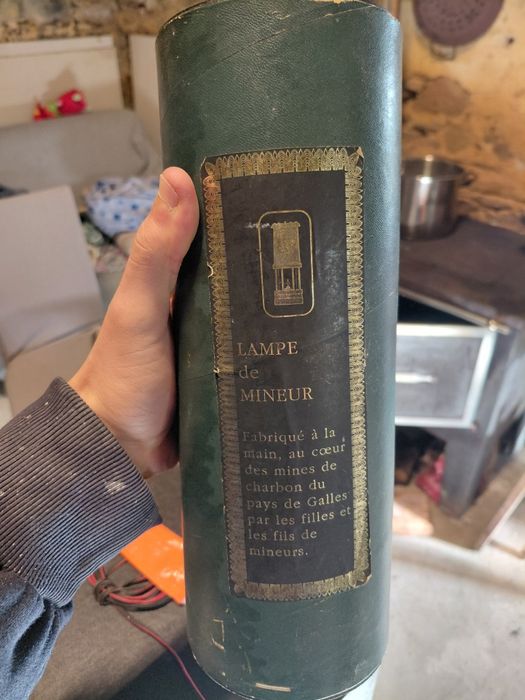 LAMPE
de
MINEUR
Fabriqué à la
main, au cœur
des mines de
charbon du
pays de Galles
par les filles et
les fils de
mineurs.